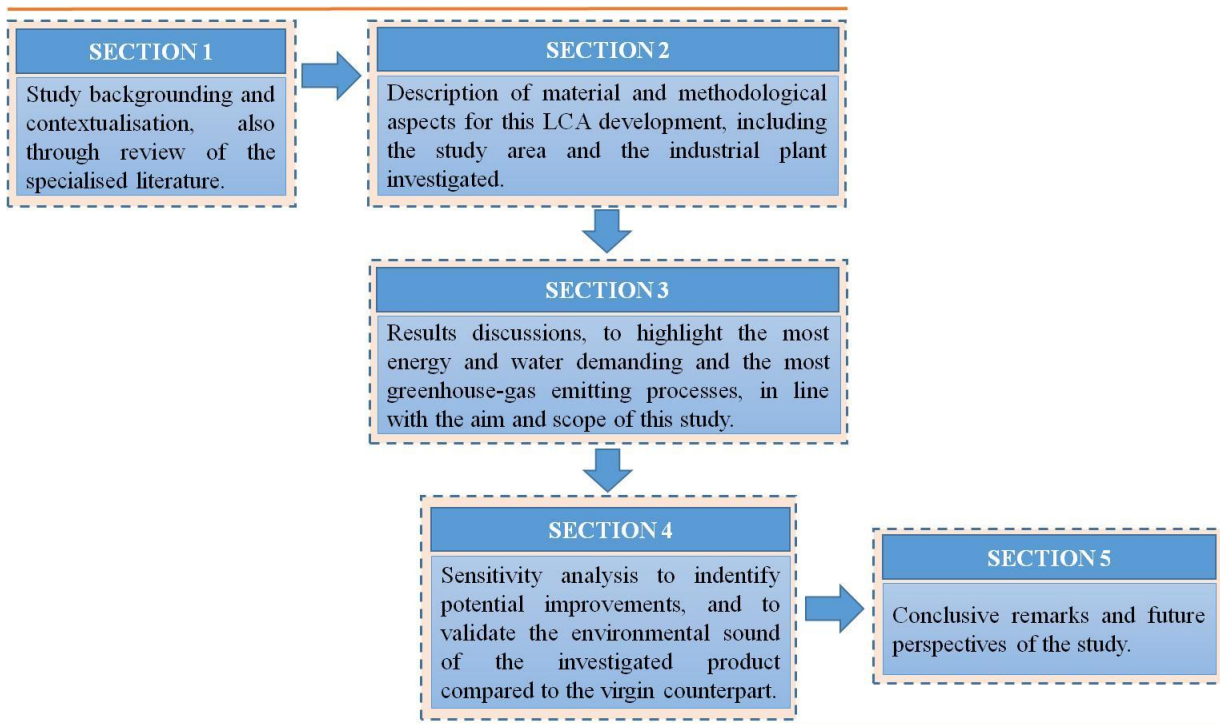 SECTION 1
Study backgrounding and
contextualisation, also
through review of the
specialised literature.
SECTION 2
Description of material and methodological
aspects for this LCA development, including
the study area and the industrial plant
investigated.
SECTION 3
Results discussions, to highlight the most
energy and water demanding and the most
greenhouse-gas emitting processes, in line
with the aim and scope of this study.
SECTION 4
Sensitivity analysis to indentify
potential improvements, and to
validate the environmental sound
of the investigated product
compared to the virgin counterpart.
SECTION 5
Conclusive remarks and future
perspectives of the study.